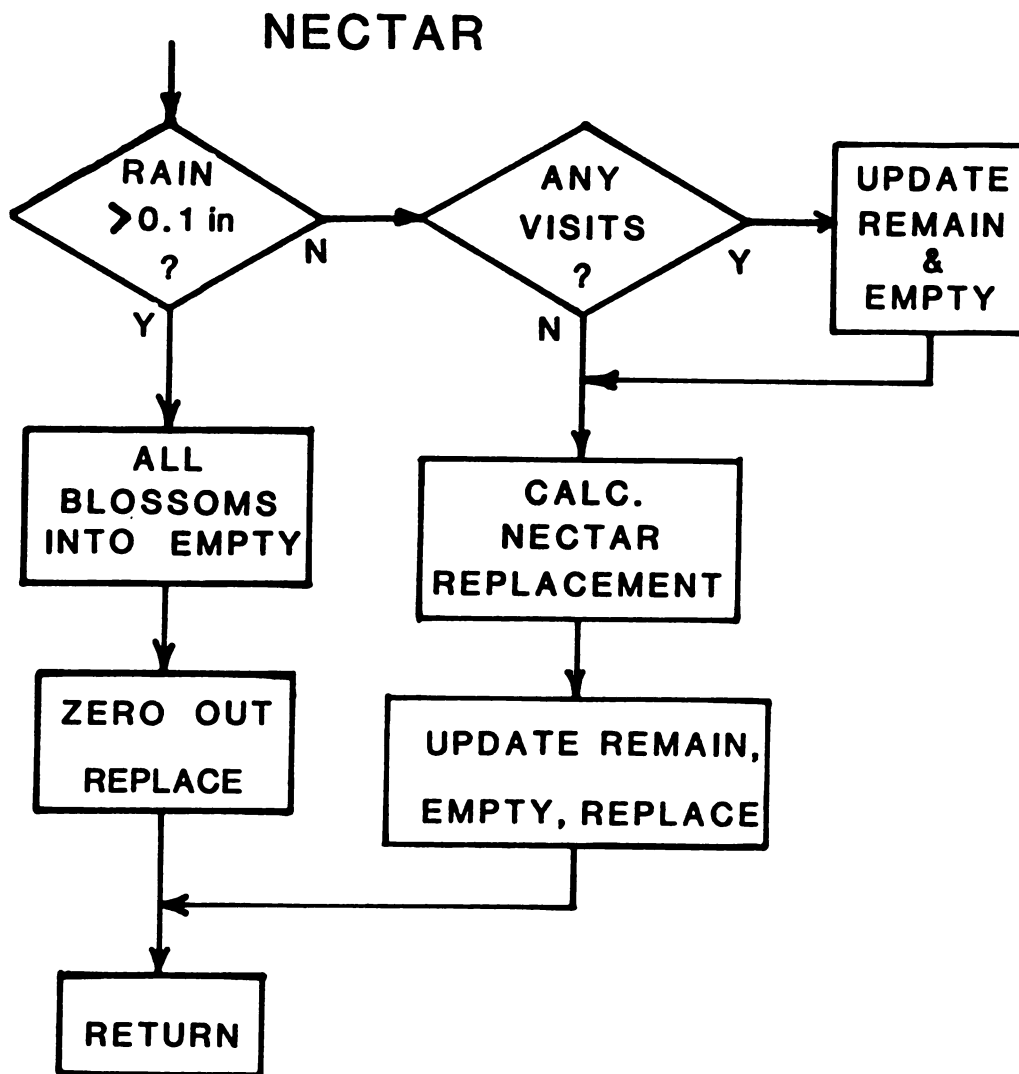 NECTAR
RAIN
>0.1 in
?
N
Y
ANY
VISITS
?
Y
N
UPDATE
REMAIN
&
EMPTY
ALL
BLOSSOMS
INTO EMPTY
CALC.
NECTAR
REPLACEMENT
ZERO OUT
REPLACE
UPDATE REMAIN,
EMPTY, REPLACE
RETURN